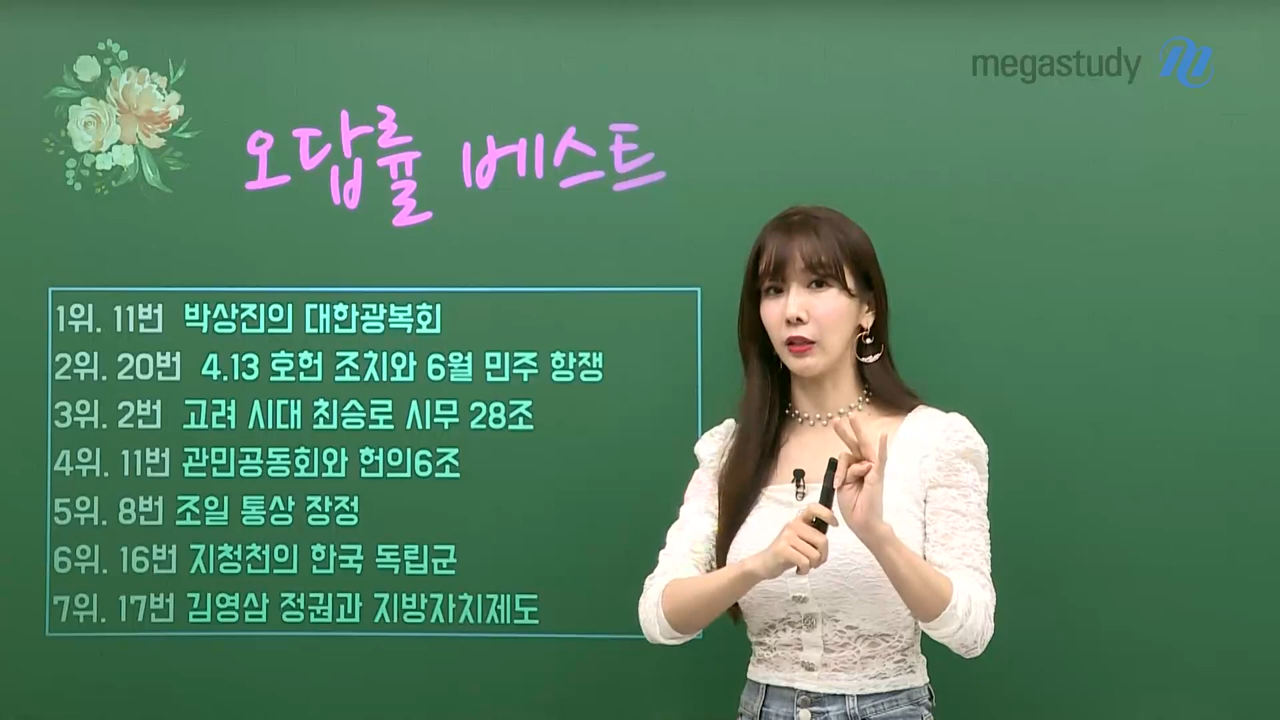 megastudy
오답률 베스트
1위. 11번 박상진의 대한광복회
2위. 20번 4.13 호헌 조치와 6월 민주 항쟁
3위. 2번 고려 시대 최승로 시무 28조
4위. 11번 관민공동회와 헌의6조
5위. 8번 조일 통상 장정
6위. 16번 지청천의 한국 독립군
7위. 17번 김영삼 정권과 지방자치제도